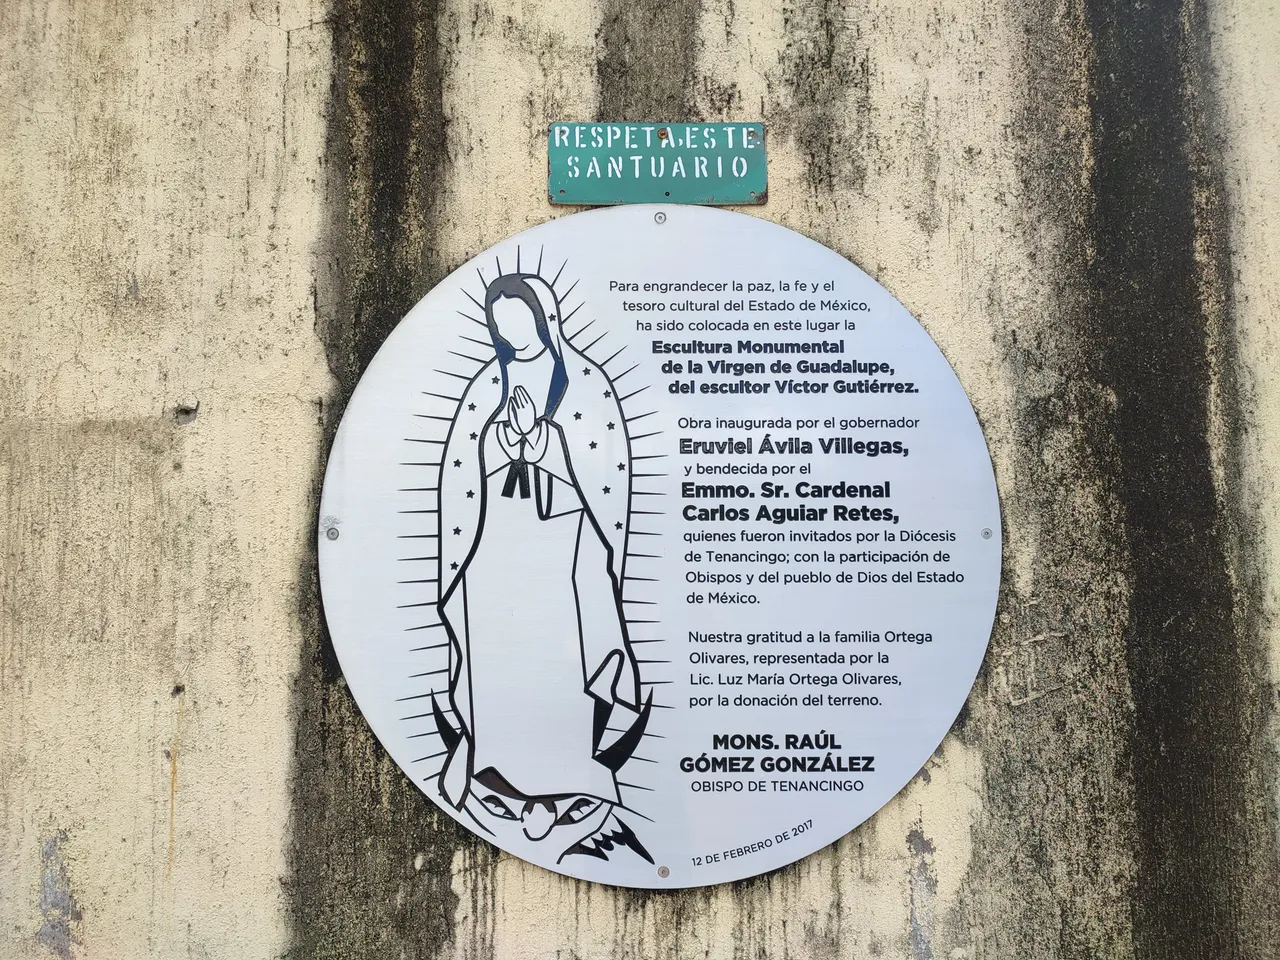 RESPETA ESTE
SANTUARIO
Para engrandecer la paz, la fe y el
tesoro cultural del Estado de México,
ha sido colocada en este lugar la
Escultura Monumental
de la Virgen de Guadalupe,
del escultor Víctor Gutiérrez.
Obra inaugurada por el gobernador
Eruviel Ávila Villegas,
y bendecida por el
Emmo. Sr. Cardenal
Carlos Aguiar Retes,
quienes fueron invitados por la Diócesis
de Tenancingo; con la participación de
Obispos y del pueblo de Dios del Estado
de México.
Nuestra gratitud a la familia Ortega
Olivares, representada por la
Lic. Luz María Ortega Olivares,
por la donación del terreno.
MONS. RAÚL
GÓMEZ GONZÁLEZ
OBISPO DE TENANCINGO
12 DE FEBRERO DE 2017